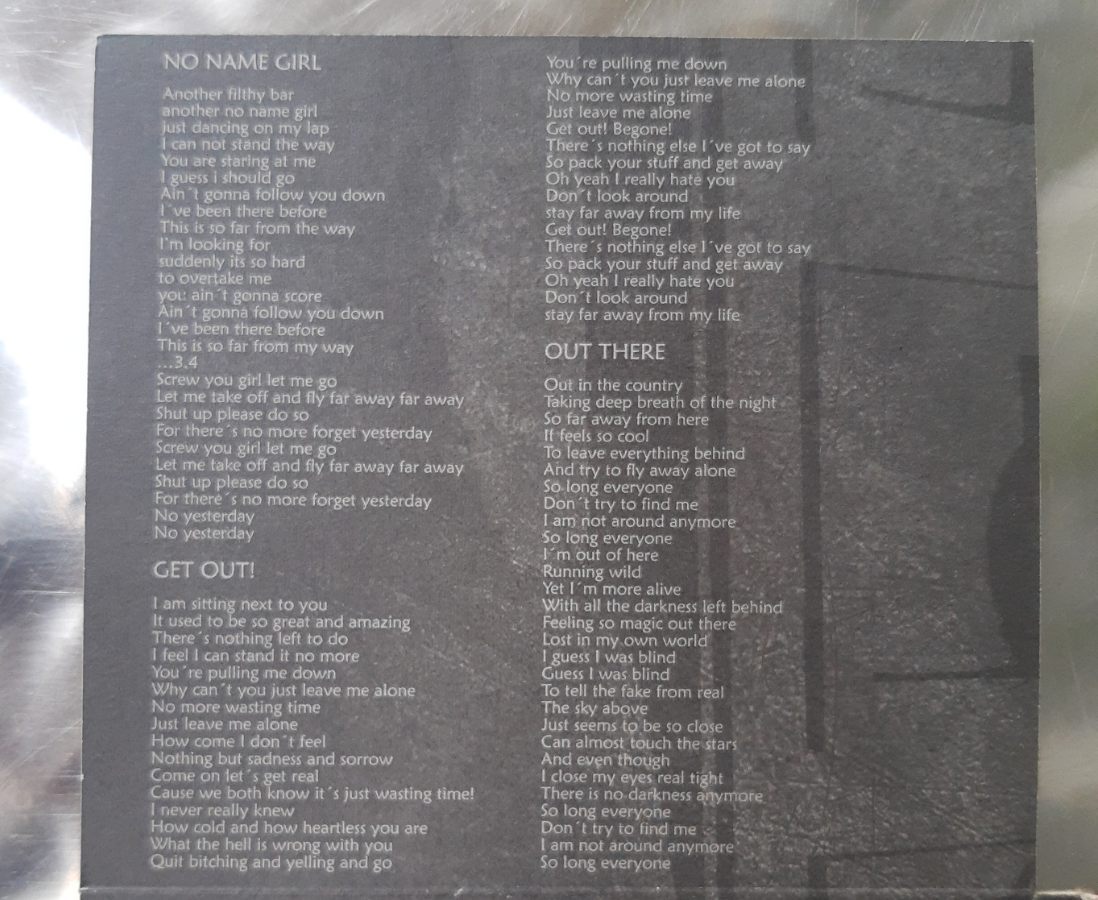 NO NAME GIRL
Another filthy bar
another no name girl
just dancing on my lap
I can not stand the way
You are staring at me
I guess i should go
Ain´t gonna follow you down
I´ve been there before
This is so far from the way
I'm looking for
suddenly its so hard
to overtake me
you ain´t gonna score
Ain´t gonna follow you down
I´ve been there before
This is so far from my way
...3.4
Screw you girl let me go
Let me take off and fly far away far away
Shut up please do so
For there´s no more forget yesterday
Screw you girl let me go
Let me take off and fly far away far away
Shut up please do so
For there´s no more forget yesterday
No yesterday
No yesterday
GET OUT!
I am sitting next to you
It used to be so great and amazing
There´s nothing left to do
I feel I can stand it no more
You´re pulling me down
Why can´t you just leave me alone
No more wasting time
Just leave me alone
How come I don´t feel
Nothing but sadness and sorrow
Come on let´s get real
Cause we both know it´s just wasting time!
I never really knew
How cold and how heartless you are
What the hell is wrong with you
Quit bitching and yelling and go
You´re pulling me down
Why can´t you just leave me alone
No more wasting time
Just leave me alone
Get out! Begone!
There´s nothing else I´ve got to say
So pack your stuff and get away
Oh yeah I really hate you
Don´t look around
stay far away from my life
Get out! Begone!
There´s nothing else I´ve got to say
So pack your stuff and get away
Oh yeah I really hate you
Don´t look around
stay far away from my life
OUT THERE
Out in the country
Taking deep breath of the night
So far away from here
If feels so cool
To leave everything behind
And try to fly away alone
So long everyone
Don´t try to find me
I am not around anymore
So long everyone
I´m out of here
Running wild
Yet I´m more alive
With all the darkness left behind
Feeling so magic out there
Lost in my own world
I guess I was blind
Guess I was blind
To tell the fake from real
The sky above
Just seems to be so close
Can almost touch the stars
And even though
I close my eyes real tight
There is no darkness anymore
So long everyone
Don´t try to find me
I am not around anymore
So long everyone